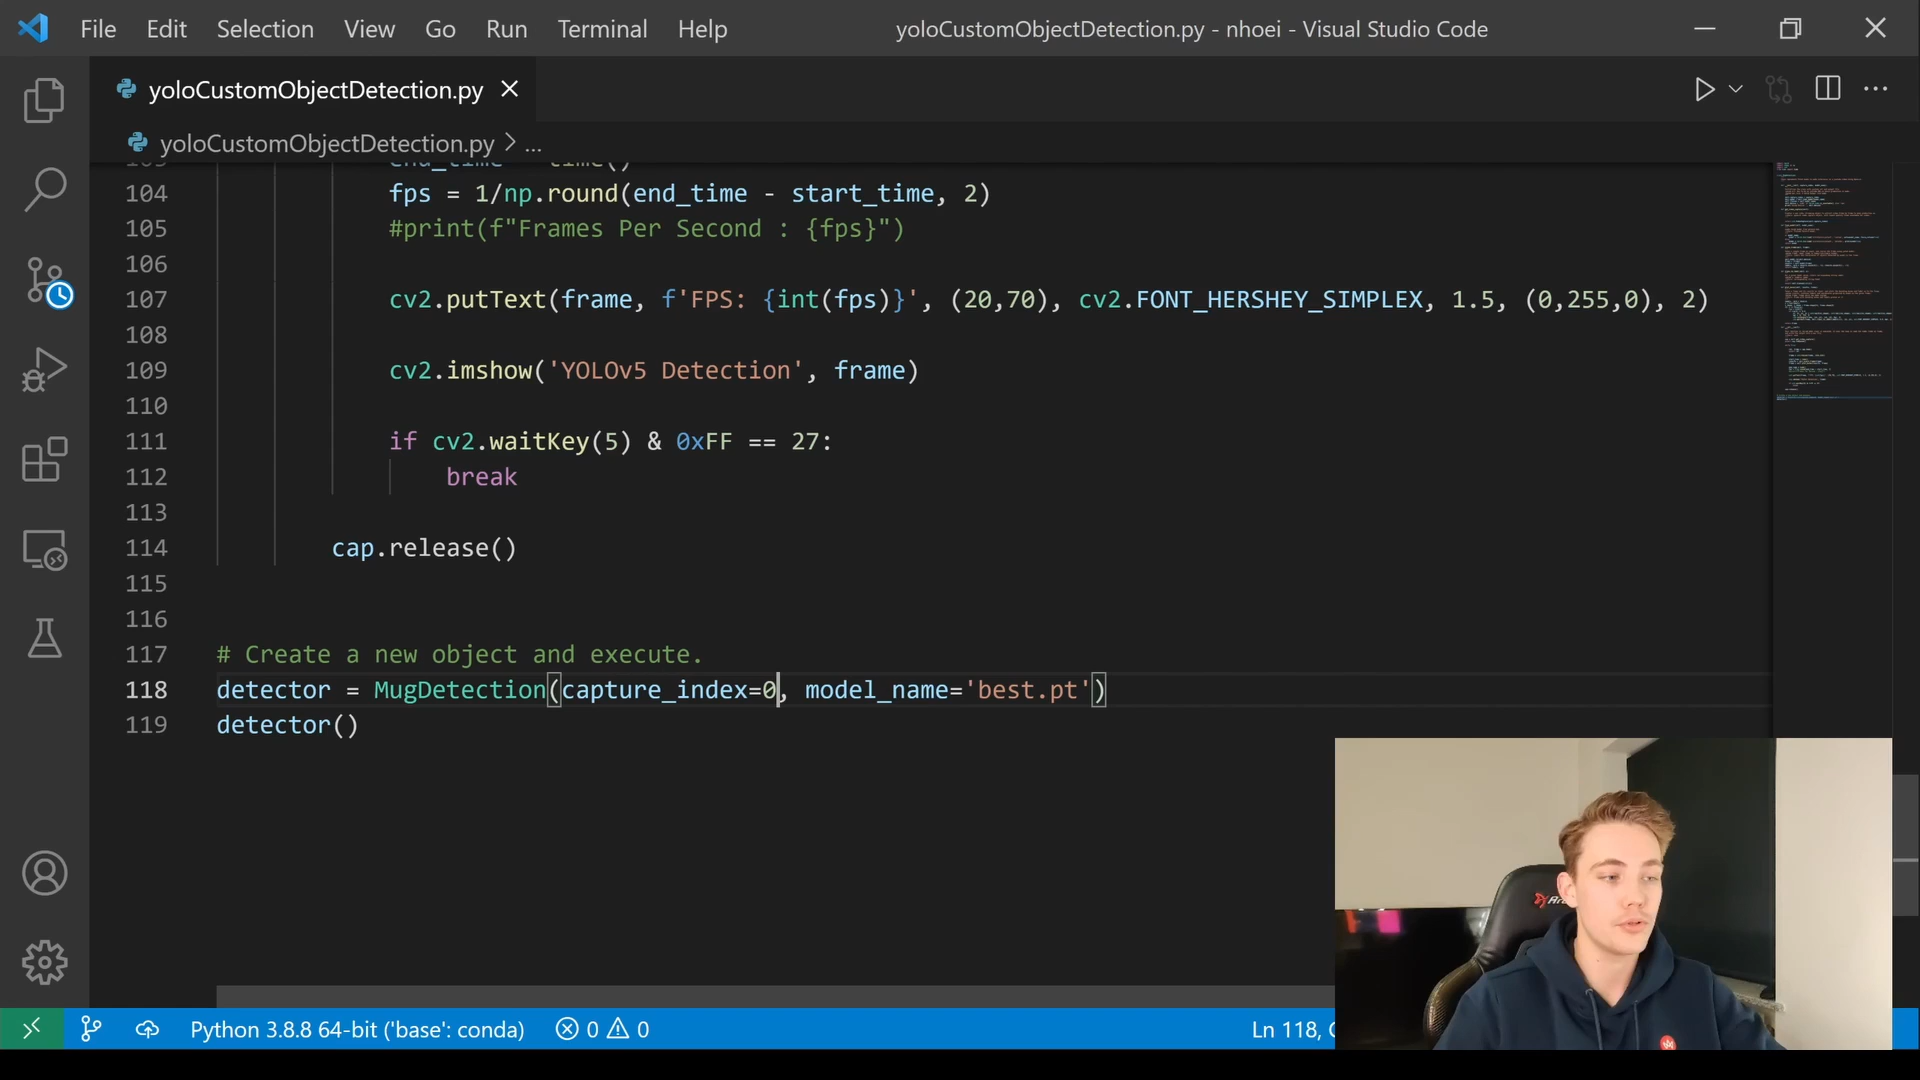 File Edit Selection View Go Run Terminal Help yoloCustomObjectDetection.py - nhoei - Visual Studio Code
yoloCustomObjectDetection.py
yoloCustomObjectDetection.py > ...
103 end_time = time()
104 fps = 1/np.round(end_time - start_time, 2)
105 #print(f"Frames Per Second : {fps}")
106
107 cv2.putText(frame, f'FPS: {int(fps)}', (20,70), cv2.FONT_HERSHEY_SIMPLEX, 1.5, (0,255,0), 2)
108
109 cv2.imshow('YOLOv5 Detection', frame)
110
111 if cv2.waitKey(5) & 0xFF == 27:
112 break
113
114 cap.release()
115
116
117 # Create a new object and execute.
118 detector = MugDetection(capture_index=0, model_name='best.pt')
119 detector()
Python 3.8.8 64-bit ('base': conda) 0 0 Ln 118,